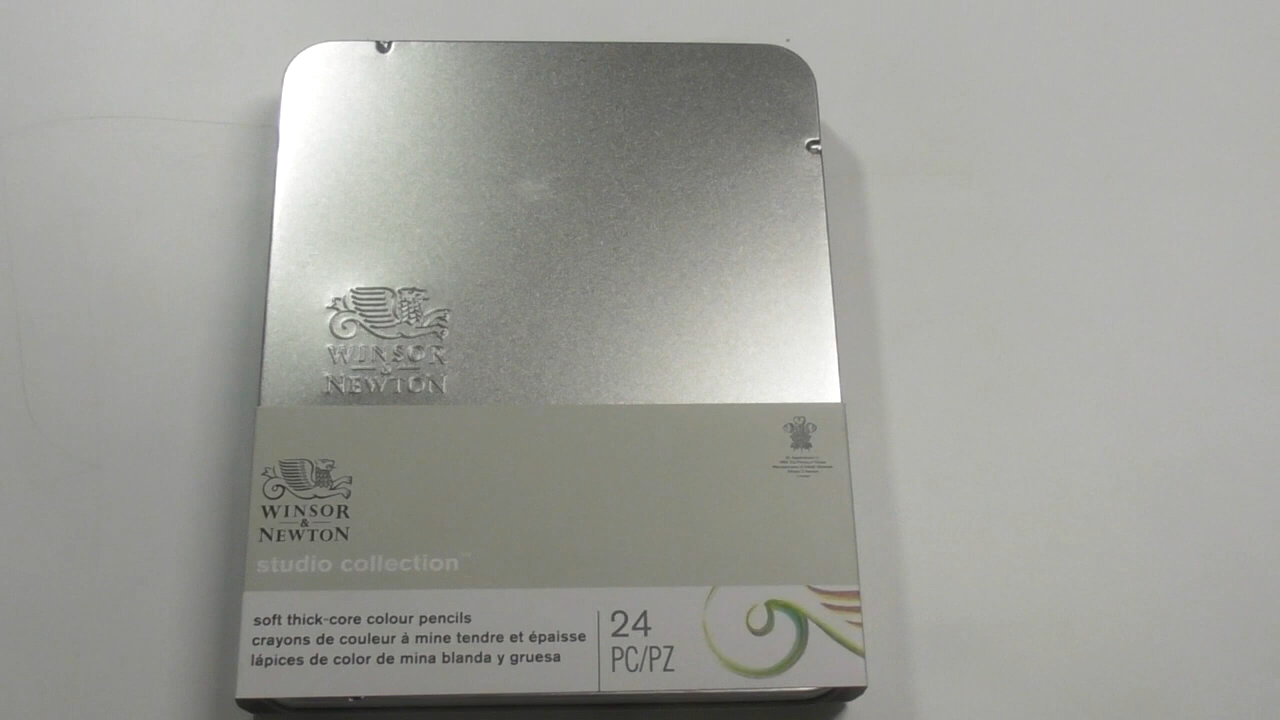 WINSOR
&
NEWTON
WINSOR
&
NEWTON
studio collection™
soft thick-core colour pencils
crayons de couleur à mine tendre et épaisse
lápices de color de mina blanda y gruesa
24
PC/PZ